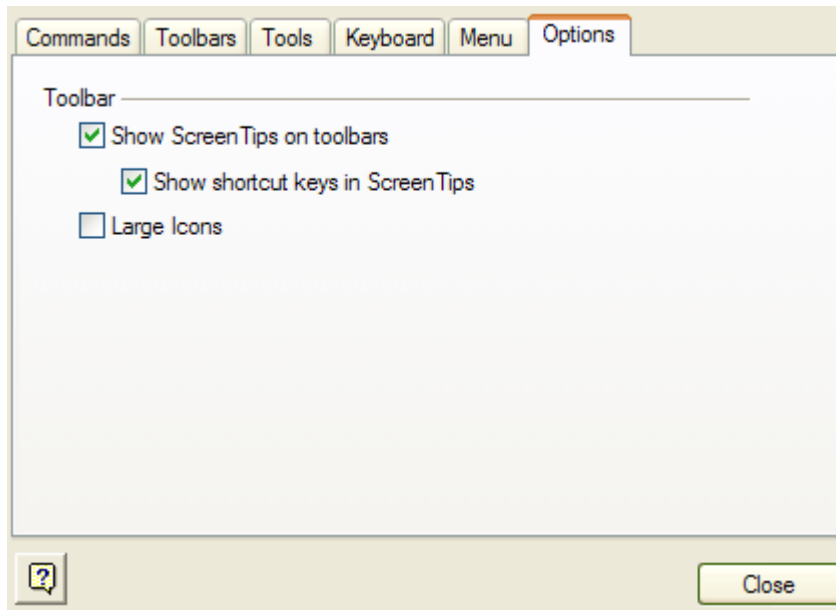 Commands Toolbars Tools Keyboard Menu Options
Toolbar
Show ScreenTips on toolbars
Show shortcut keys in ScreenTips
Large Icons
?
Close